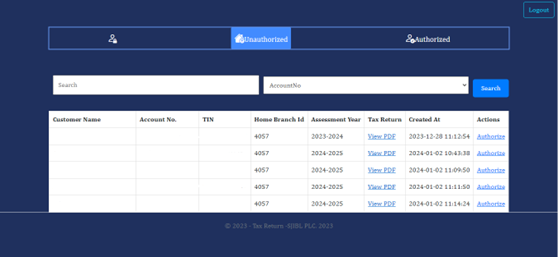 Logout
Unauthorized
Authorized
Search
AccountNo
Search
Customer Name Account No. TIN Home Branch Id Assessment Year Tax Return Created At Actions
4057 2023-2024 View PDF 2023-12-28 11:12:54 Authorize
4057 2024-2025 View PDF 2024-01-02 10:43:38 Authorize
4057 2024-2025 View PDF 2024-01-02 11:09:50 Authorize
4057 2024-2025 View PDF 2024-01-02 11:11:50 Authorize
4057 2024-2025 View PDF 2024-01-02 11:14:24 Authorize
© 2023 - Tax Return- SJIBL PLC-2023